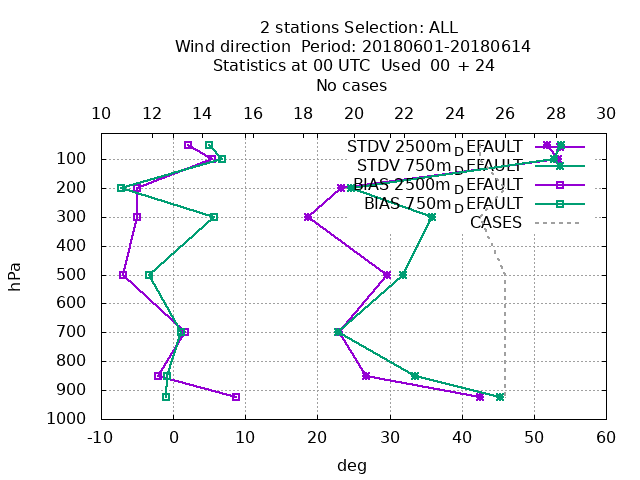 2 stations Selection: ALL
Wind direction  Period: 20180601-20180614
Statistics at 00 UTC  Used  00 + 24
No cases
10 12 14 16 18 20 22 24 26 28 30
STDV 2500m_DEFAULT
STDV 750m_DEFAULT
BIAS 2500m_DEFAULT
BIAS 750m_DEFAULT
CASES
100
200
300
400
500
600
700
800
900
1000
hPa
-10 0 10 20 30 40 50 60
deg